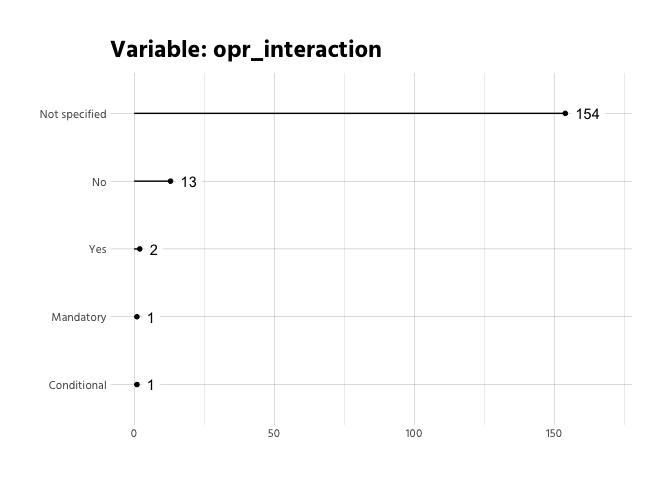 Variable: opr_interaction
Not specified 154
No 13
Yes 2
Mandatory 1
Conditional 1
0 50 100 150